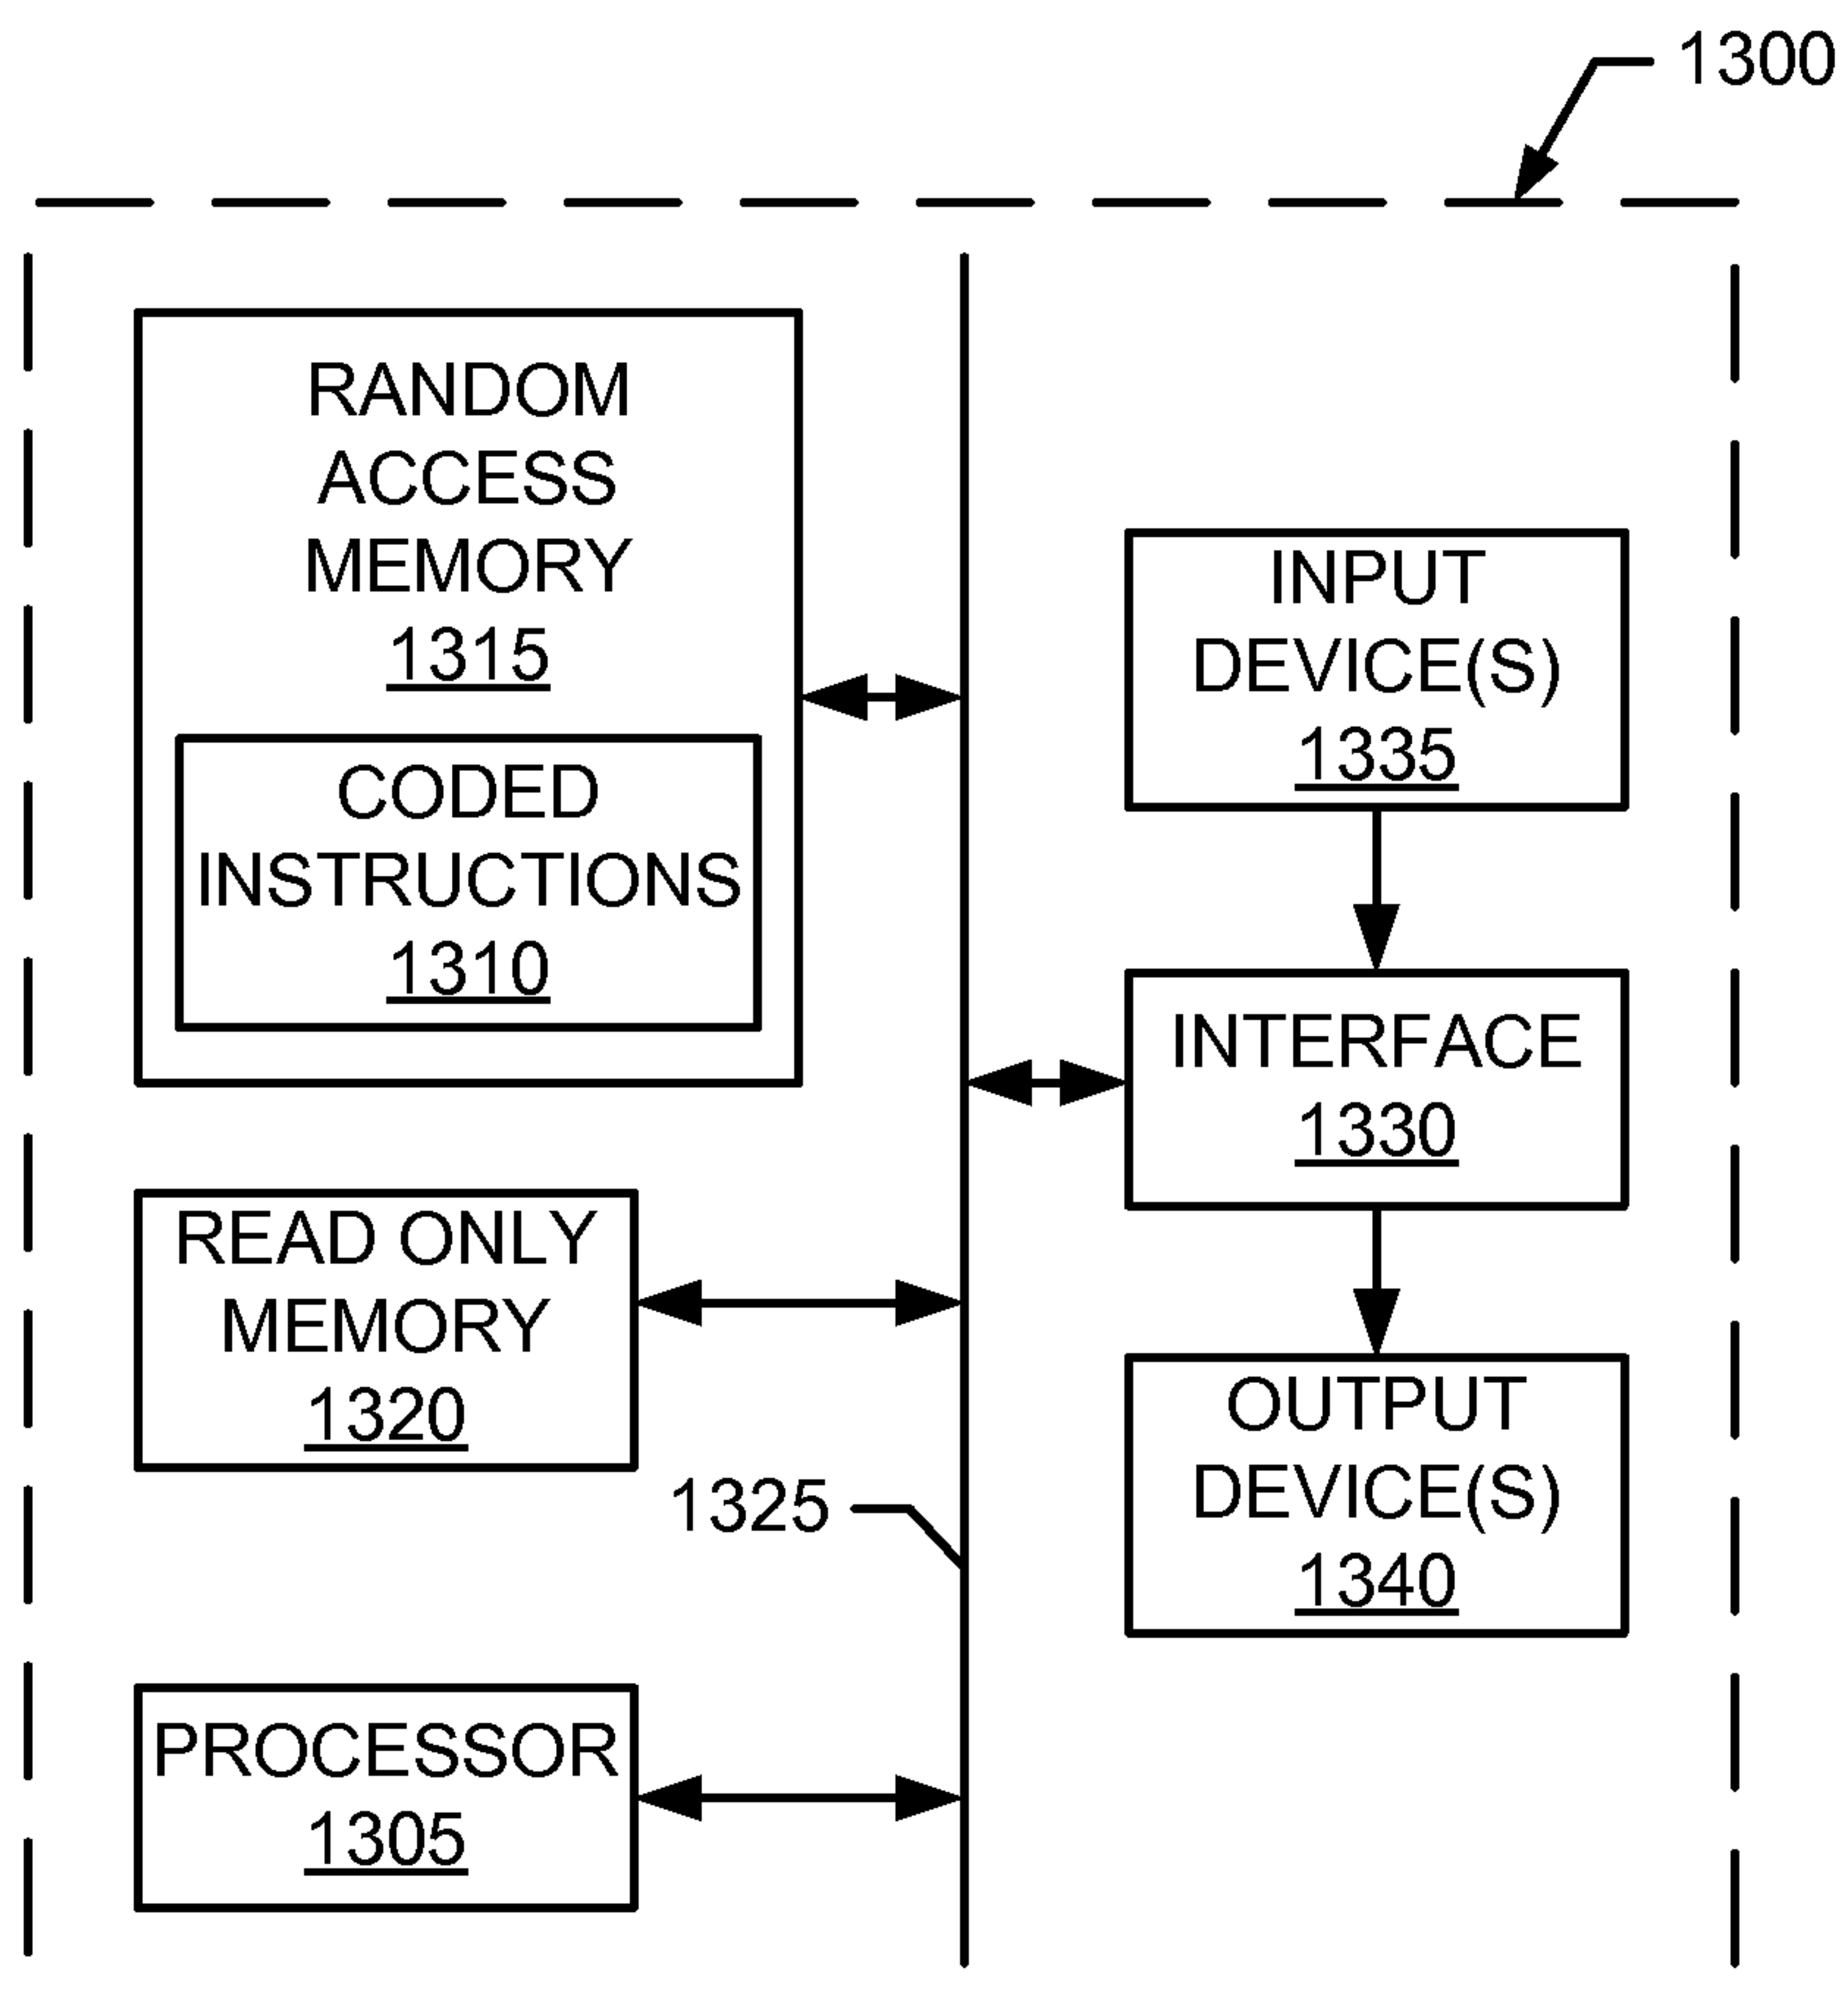 1300
RANDOM
ACCESS
MEMORY
1315
CODED
INSTRUCTIONS
1310
READ ONLY
MEMORY
1320
1325
PROCESSOR
1305
INPUT
DEVICE(S)
1335
INTERFACE
1330
OUTPUT
DEVICE(S)
1340